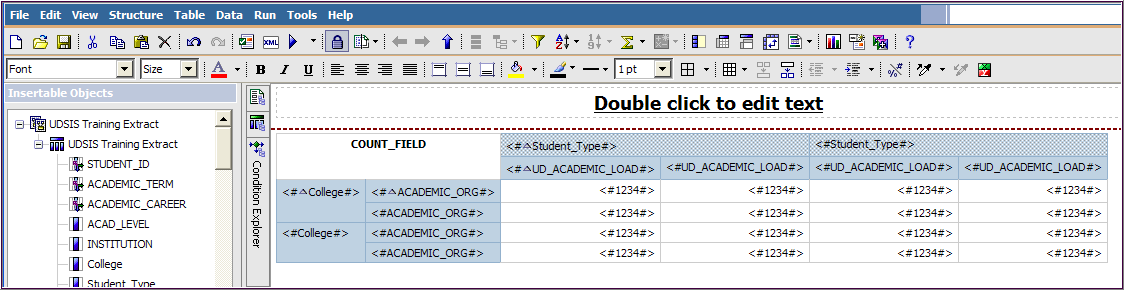 File Edit View Structure Table Data Run Tools Help
XML
Font Size A B I U 1 pt
Insertable Objects
UDSIS Training Extract
UDSIS Training Extract
STUDENT_ID
ACADEMIC_TERM
ACADEMIC_CAREER
ACAD_LEVEL
INSTITUTION
College
Student_Type
Condition Explorer
Double click to edit text
COUNT_FIELD <#Student_Type#> <#Student_Type#>
<#UD_ACADEMIC_LOAD#> <#UD_ACADEMIC_LOAD#> <#UD_ACADEMIC_LOAD#> <#UD_ACADEMIC_LOAD#>
<#College#> <#ACADEMIC_ORG#> <#1234#> <#1234#> <#1234#> <#1234#>
<#ACADEMIC_ORG#> <#1234#> <#1234#> <#1234#> <#1234#>
<#College#> <#ACADEMIC_ORG#> <#1234#> <#1234#> <#1234#> <#1234#>
<#ACADEMIC_ORG#> <#1234#> <#1234#> <#1234#> <#1234#>